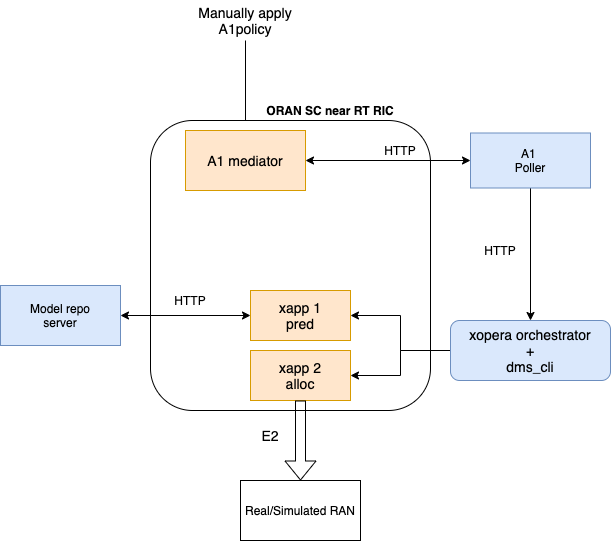 Manually apply
A1policy
ORAN SC near RT RIC
A1 mediator
HTTP
A1
Poller
HTTP
Model repo
server
HTTP
xapp 1
pred
xopera orchestrator
+
dms_cli
xapp 2
alloc
E2
Real/Simulated RAN